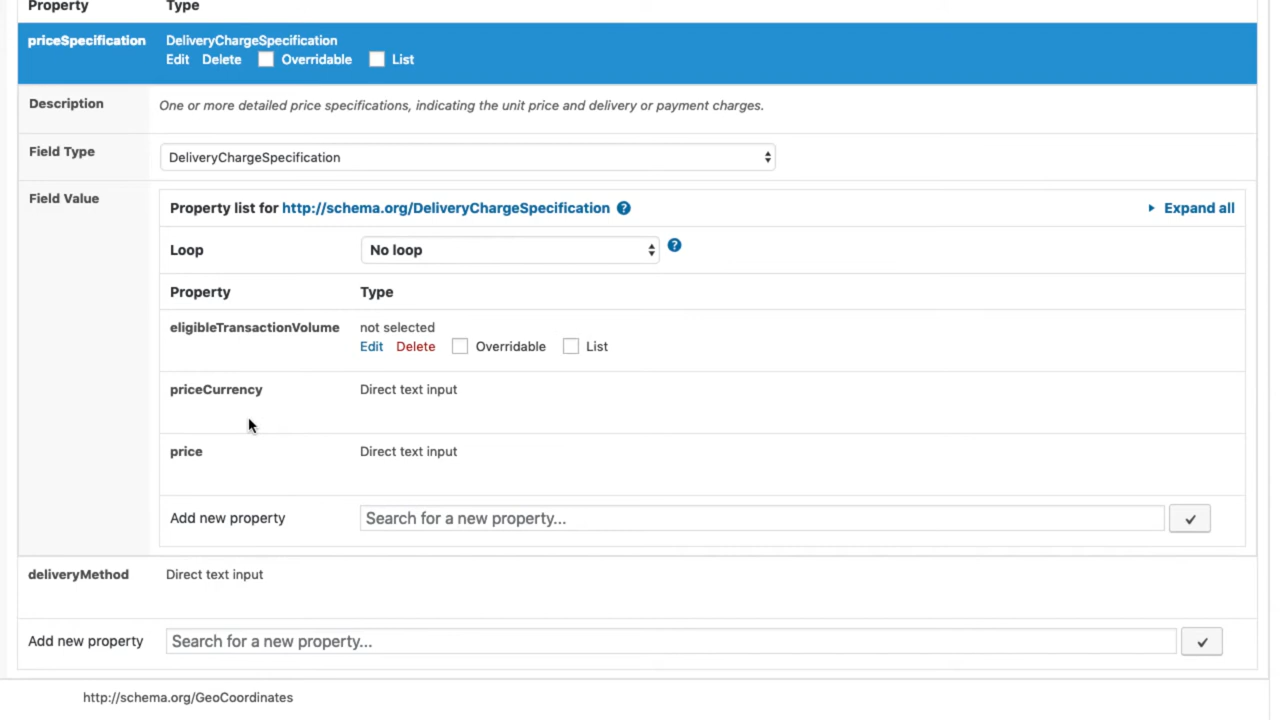 Property Type
priceSpecification DeliveryChargeSpecification
Edit Delete Overridable List
Description One or more detailed price specifications, indicating the unit price and delivery or payment charges.
Field Type DeliveryChargeSpecification
Field Value Property list for http://schema.org/DeliveryChargeSpecification ? Expand all
Loop No loop ?
Property Type
eligibleTransactionVolume not selected
Edit Delete Overridable List
priceCurrency Direct text input
price Direct text input
Add new property Search for a new property...
deliveryMethod Direct text input
Add new property Search for a new property...
http://schema.org/GeoCoordinates